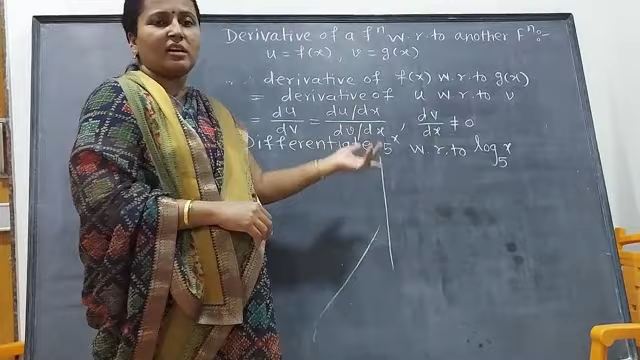 Derivative of a fⁿ w.r.to another Fⁿ:-
u = f(x), v = g(x)
∴ derivative of f(x) w.r.to g(x)
= derivative of u w.r.to v
= du/dv = (du/dx)/(dv/dx), dv/dx ≠ 0
Differentiate 5ˣ w.r.to log₅x